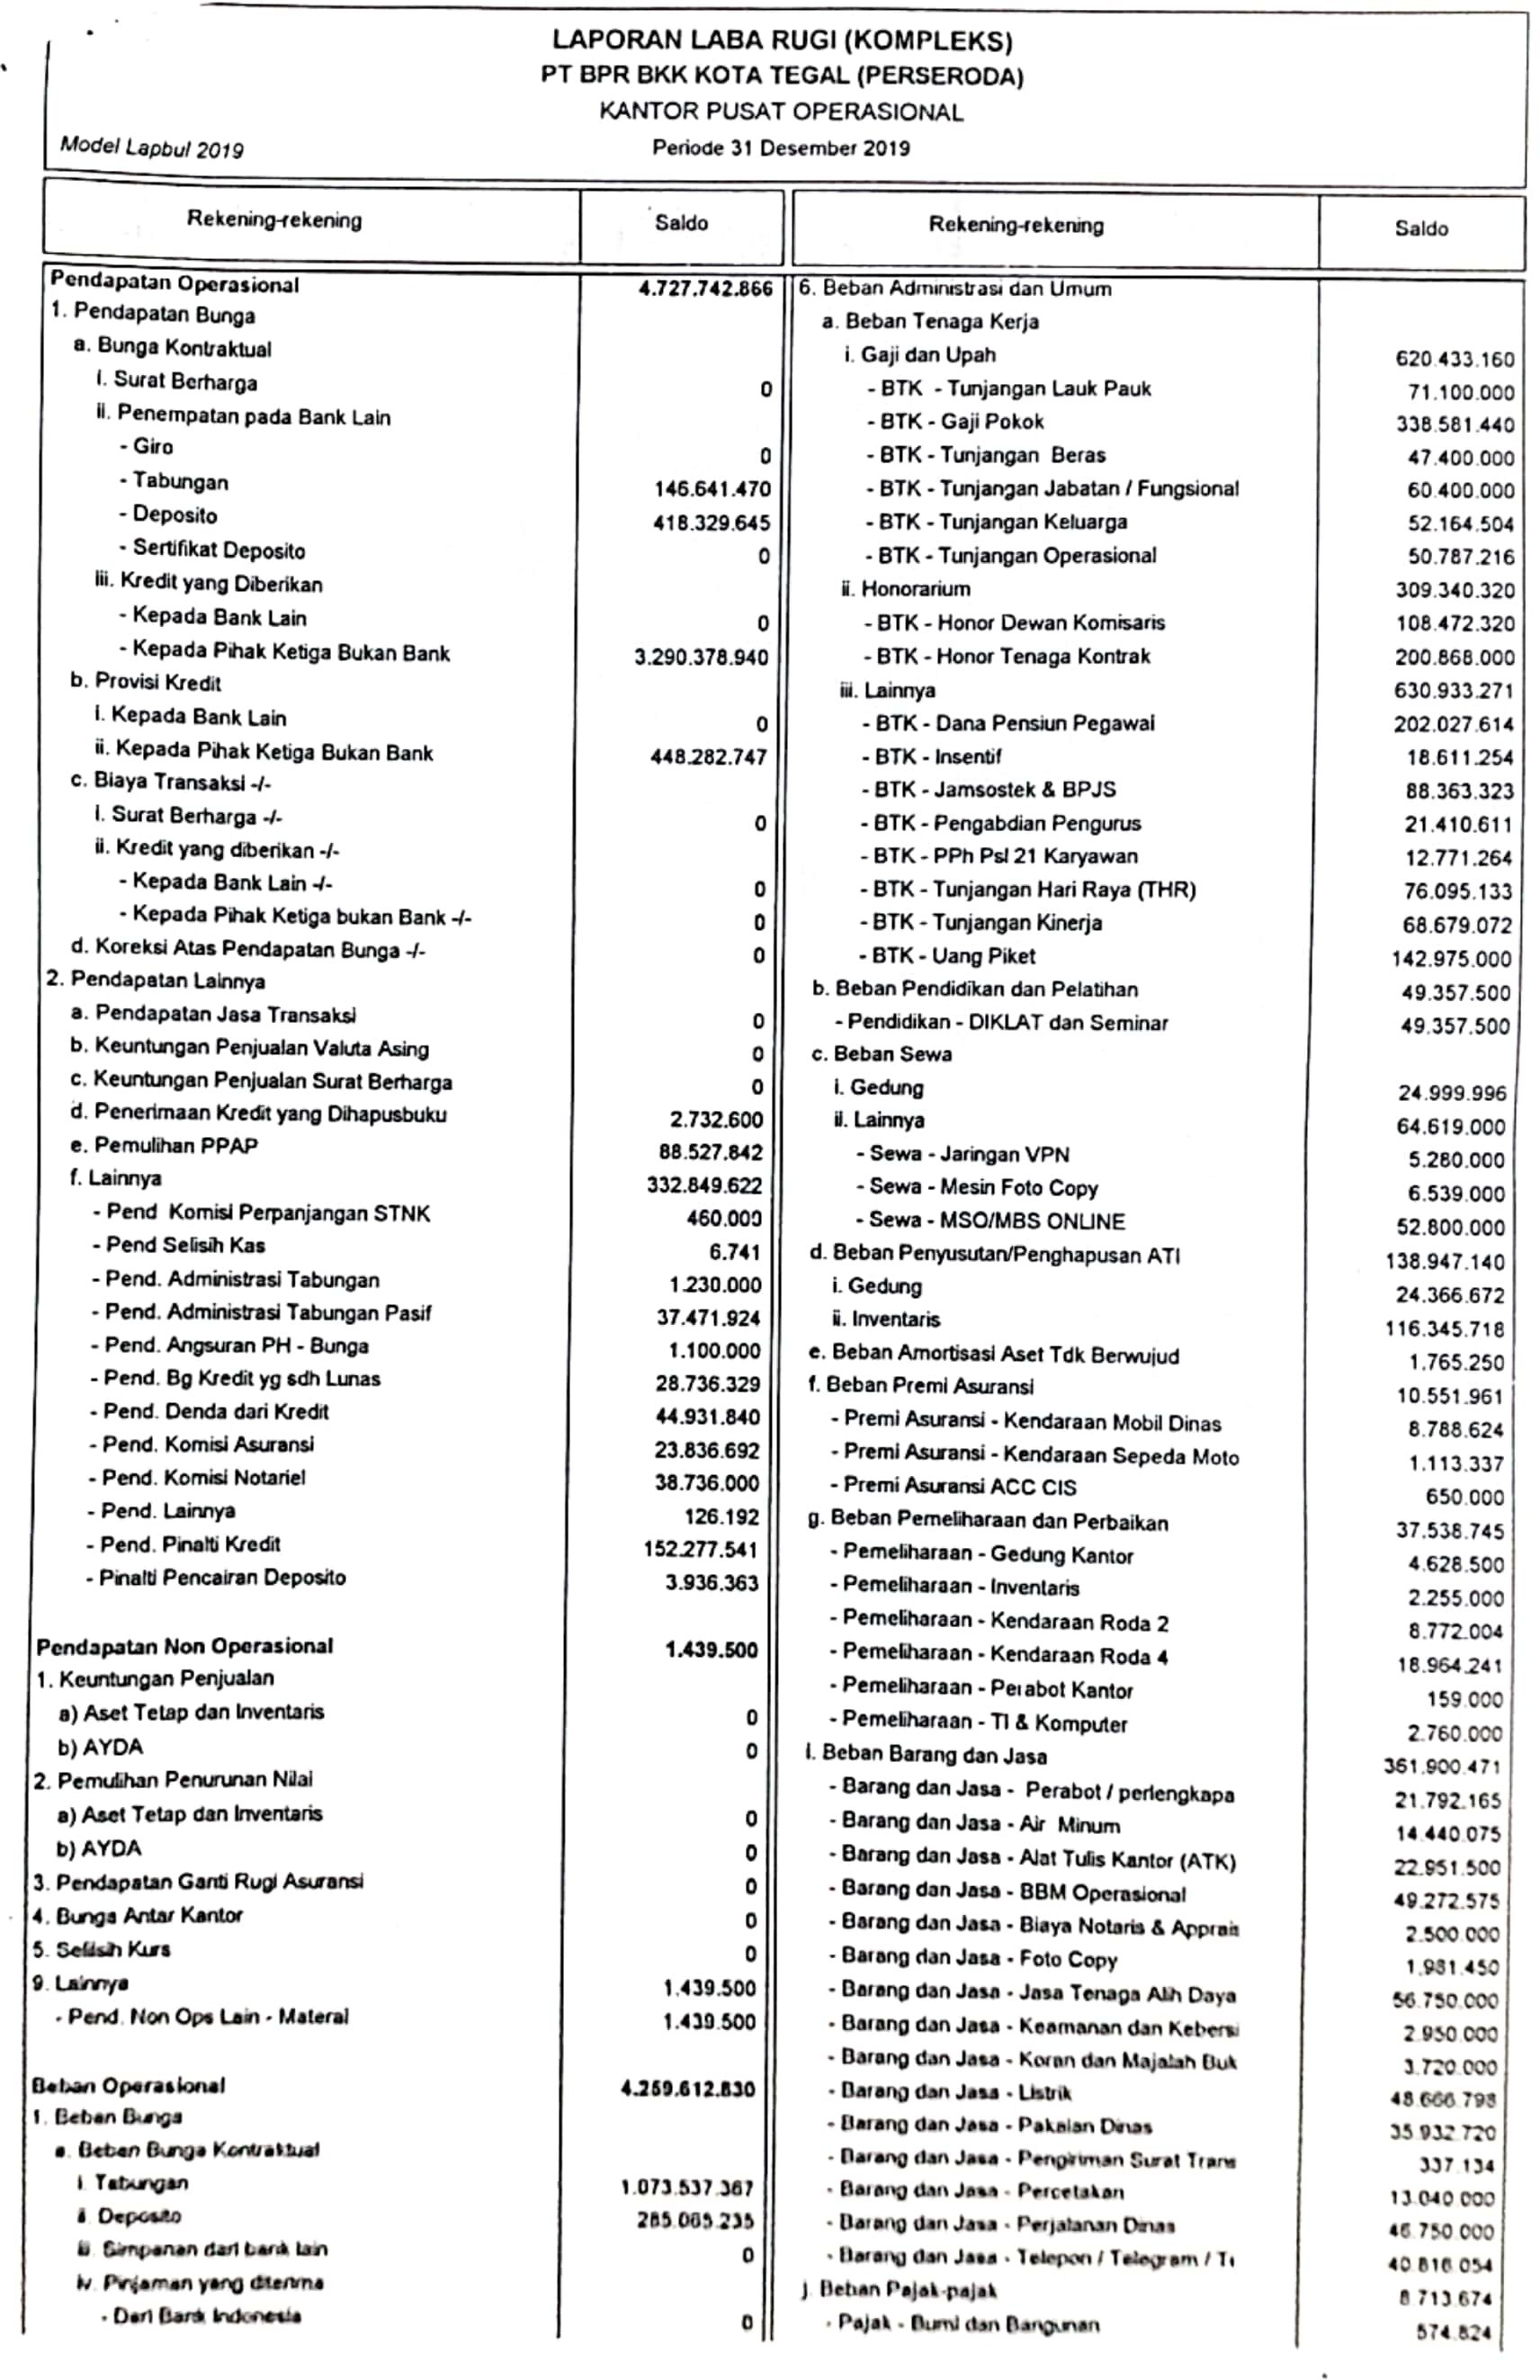 LAPORAN LABA RUGI (KOMPLEKS)
PT BPR BKK KOTA TEGAL (PERSERODA)
KANTOR PUSAT OPERASIONAL
Model Lapbul 2019
Periode 31 Desember 2019
Rekening-rekening Saldo
Pendapatan Operasional 4.727.742.866
1. Pendapatan Bunga
a. Bunga Kontraktual
i. Surat Berharga 0
ii. Penempatan pada Bank Lain
- Giro 0
- Tabungan 146.641.470
- Deposito 418.329.645
- Sertifikat Deposito 0
iii. Kredit yang Diberikan
- Kepada Bank Lain 0
- Kepada Pihak Ketiga Bukan Bank 3.290.378.940
b. Provisi Kredit
i. Kepada Bank Lain 0
ii. Kepada Pihak Ketiga Bukan Bank 448.282.747
c. Biaya Transaksi -/-
i. Surat Berharga -/- 0
ii. Kredit yang diberikan -/-
- Kepada Bank Lain -/- 0
- Kepada Pihak Ketiga bukan Bank -/- 0
d. Koreksi Atas Pendapatan Bunga -/- 0
2. Pendapatan Lainnya
a. Pendapatan Jasa Transaksi 0
b. Keuntungan Penjualan Valuta Asing 0
c. Keuntungan Penjualan Surat Berharga 0
d. Penerimaan Kredit yang Dihapusbuku 2.732.600
e. Pemulihan PPAP 88.527.842
f. Lainnya 332.849.622
- Pend Komisi Perpanjangan STNK 460.000
- Pend Selisih Kas 6.741
- Pend. Administrasi Tabungan 1.230.000
- Pend. Administrasi Tabungan Pasif 37.471.924
- Pend. Angsuran PH - Bunga 1.100.000
- Pend. Bg Kredit yg sdh Lunas 28.736.329
- Pend. Denda dari Kredit 44.931.840
- Pend. Komisi Asuransi 23.836.692
- Pend. Komisi Notariel 38.736.000
- Pend. Lainnya 126.192
- Pend. Pinalti Kredit 152.277.541
- Pinalti Pencairan Deposito 3.936.363
Pendapatan Non Operasional 1.439.500
1. Keuntungan Penjualan
a) Aset Tetap dan Inventaris 0
b) AYDA 0
2. Pemulihan Penurunan Nilai
a) Aset Tetap dan Inventaris 0
b) AYDA 0
3. Pendapatan Ganti Rugi Asuransi 0
4. Bunga Antar Kantor 0
5. Selisih Kurs 0
9. Lainnya 1.439.500
- Pend. Non Ops Lain - Materai 1.439.500
Beban Operasional 4.259.612.830
1. Beban Bunga
a. Beban Bunga Kontraktual
i. Tabungan 1.073.537.367
ii. Deposito 285.065.235
iii. Simpanan dari bank lain 0
iv. Pinjaman yang diterima
- Dari Bank Indonesia 0
Rekening-rekening Saldo
6. Beban Administrasi dan Umum
a. Beban Tenaga Kerja
i. Gaji dan Upah 620.433.160
- BTK - Tunjangan Lauk Pauk 71.100.000
- BTK - Gaji Pokok 338.581.440
- BTK - Tunjangan Beras 47.400.000
- BTK - Tunjangan Jabatan / Fungsional 60.400.000
- BTK - Tunjangan Keluarga 52.164.504
- BTK - Tunjangan Operasional 50.787.216
ii. Honorarium 309.340.320
- BTK - Honor Dewan Komisaris 108.472.320
- BTK - Honor Tenaga Kontrak 200.868.000
iii. Lainnya 630.933.271
- BTK - Dana Pensiun Pegawai 202.027.614
- BTK - Insentif 18.611.254
- BTK - Jamsostek & BPJS 88.363.323
- BTK - Pengabdian Pengurus 21.410.611
- BTK - PPh Psl 21 Karyawan 12.771.264
- BTK - Tunjangan Hari Raya (THR) 76.095.133
- BTK - Tunjangan Kinerja 68.679.072
- BTK - Uang Piket 142.975.000
b. Beban Pendidikan dan Pelatihan 49.357.500
- Pendidikan - DIKLAT dan Seminar 49.357.500
c. Beban Sewa
i. Gedung 24.999.996
ii. Lainnya 64.619.000
- Sewa - Jaringan VPN 5.280.000
- Sewa - Mesin Foto Copy 6.539.000
- Sewa - MSO/MBS ONLINE 52.800.000
d. Beban Penyusutan/Penghapusan ATI 138.947.140
i. Gedung 24.366.672
ii. Inventaris 116.345.718
e. Beban Amortisasi Aset Tdk Berwujud 1.765.250
f. Beban Premi Asuransi 10.551.961
- Premi Asuransi - Kendaraan Mobil Dinas 8.788.624
- Premi Asuransi - Kendaraan Sepeda Moto 1.113.337
- Premi Asuransi ACC CIS 650.000
g. Beban Pemeliharaan dan Perbaikan 37.538.745
- Pemeliharaan - Gedung Kantor 4.628.500
- Pemeliharaan - Inventaris 2.255.000
- Pemeliharaan - Kendaraan Roda 2 8.772.004
- Pemeliharaan - Kendaraan Roda 4 18.964.241
- Pemeliharaan - Perabot Kantor 159.000
- Pemeliharaan - TI & Komputer 2.760.000
i. Beban Barang dan Jasa 361.900.471
- Barang dan Jasa - Perabot / perlengkapa 21.792.165
- Barang dan Jasa - Air Minum 14.440.075
- Barang dan Jasa - Alat Tulis Kantor (ATK) 22.951.500
- Barang dan Jasa - BBM Operasional 49.272.575
- Barang dan Jasa - Biaya Notaris & Apprais 2.500.000
- Barang dan Jasa - Foto Copy 1.981.450
- Barang dan Jasa - Jasa Tenaga Alih Daya 56.750.000
- Barang dan Jasa - Keamanan dan Kebersi 2.950.000
- Barang dan Jasa - Koran dan Majalah Buk 3.720.000
- Barang dan Jasa - Listrik 48.666.798
- Barang dan Jasa - Pakaian Dinas 35.932.720
- Barang dan Jasa - Pengiriman Surat Trans 337.134
- Barang dan Jasa - Percetakan 13.040.000
- Barang dan Jasa - Perjalanan Dinas 46.750.000
- Barang dan Jasa - Telepon / Telegram / T 40.816.054
j. Beban Pajak-pajak 8.713.674
- Pajak - Bumi dan Bangunan 574.824